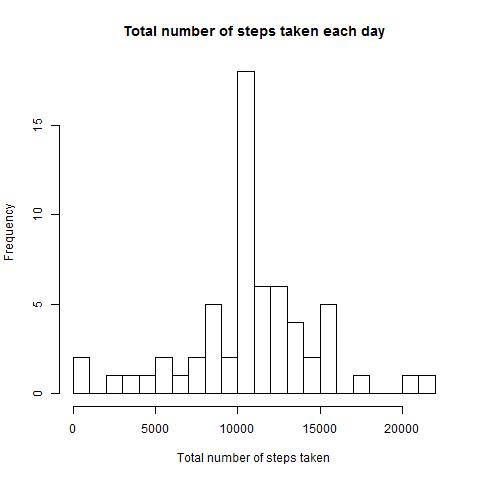 Total number of steps taken each day
Frequency
15
10
5
0
0 5000 10000 15000 20000
Total number of steps taken